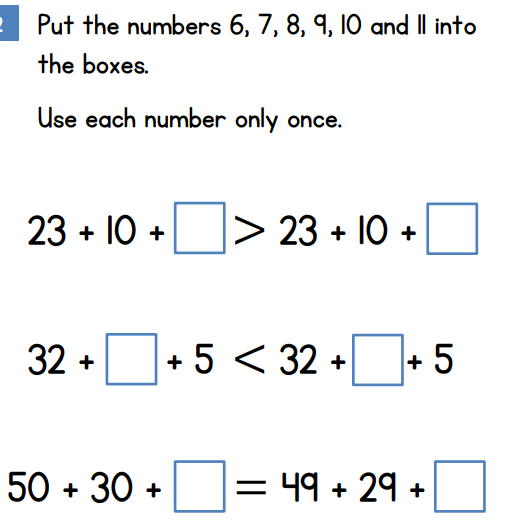 2 Put the numbers 6, 7, 8, 9, 10 and 11 into
the boxes.
Use each number only once.
23 + 10 + □ > 23 + 10 + □
32 + □ + 5 < 32 + □ + 5
50 + 30 + □ = 49 + 29 + □